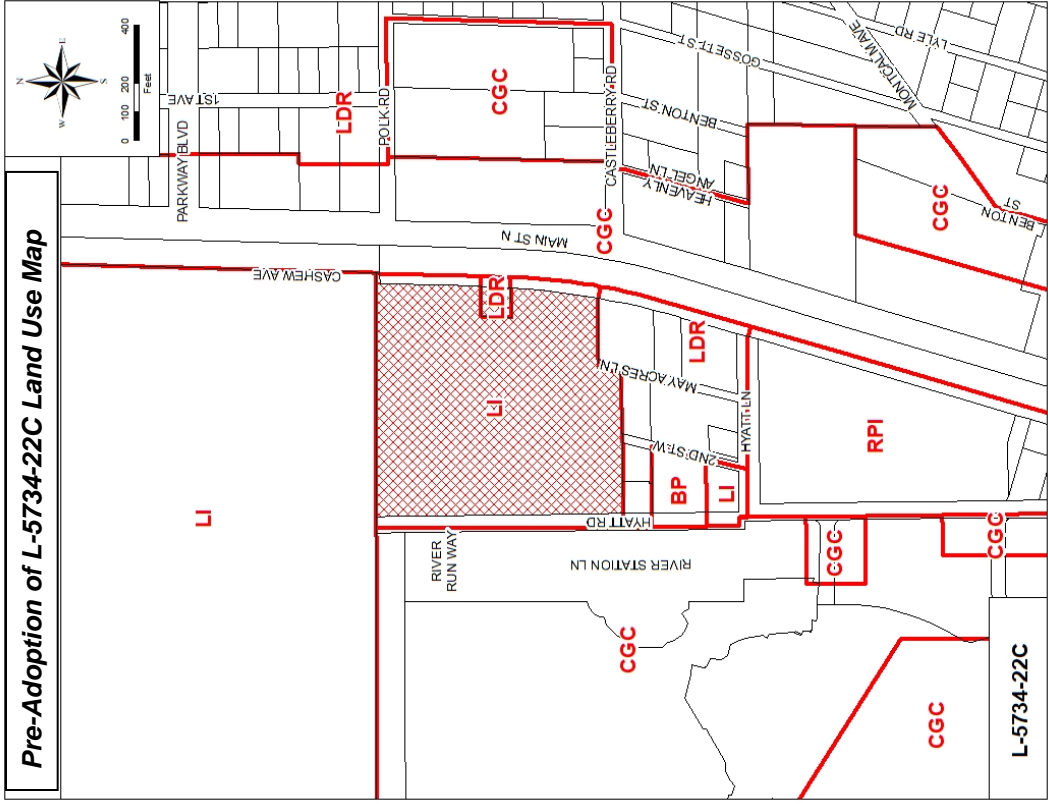 Pre-Adoption of L-5734-22C Land Use Map
N
E
S
W
0 100 200 400
Feet
PARKWAY BLVD
1ST AVE
LDR
POLK RD
CGC
CASTLEBERRY RD
GOSSETT ST
BENTON ST
MONTCALM AVE
LYLE RD
HEAVENLY
ANGEL LN
CGC
MAIN ST N
CASHEW AVE
LDR
LI
LI
MAY ACRES LN
LDR
2ND ST W
HYATT LN
BP
LI
RPI
CGC
BENTON
ST
HYATT RD
RIVER
RUN WAY
RIVER STATION LN
CGC
CGC
CGC
CGC
L-5734-22C